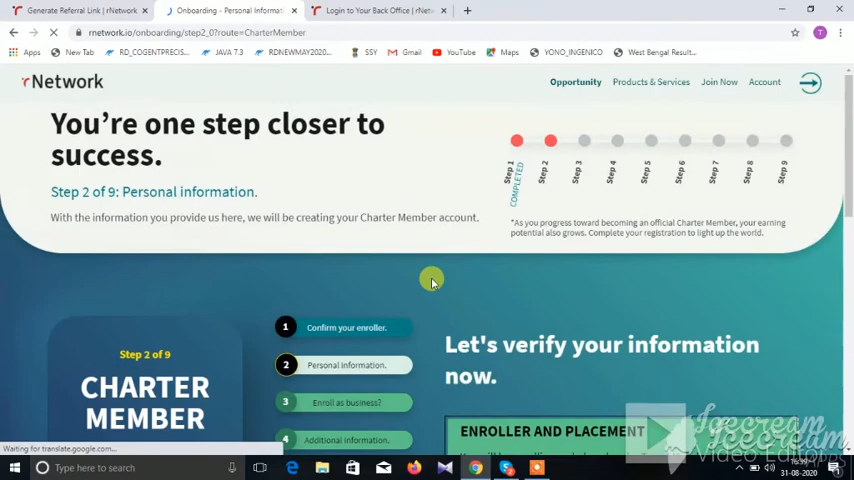 Generate Referral Link | rNetwork
Onboarding - Personal Informat
Login to Your Back Office | rNet
rnetwork.io/onboarding/step2_0?route=CharterMember
Apps
New Tab
RD_COGENTPRECIS...
JAVA 7.3
RDNEWMAY2020...
SSY
Gmail
YouTube
Maps
YONO_INGENICO
West Bengal Result...
rNetwork
Opportunity
Products & Services
Join Now
Account
You're one step closer to
success.
Step 2 of 9: Personal information.
With the information you provide us here, we will be creating your Charter Member account.
Step 1
COMPLETED
Step 2
Step 3
Step 4
Step 5
Step 6
Step 7
Step 8
Step 9
*As you progress toward becoming an official Charter Member, your earning
potential also grows. Complete your registration to light up the world.
Step 2 of 9
CHARTER
MEMBER
1 Confirm your enroller.
2 Personal information.
3 Enroll as business?
4 Additional information.
Let's verify your information
now.
ENROLLER AND PLACEMENT
Icecream
Video Editor
Waiting for translate.google.com...
Type here to search
16:39
31-08-2020